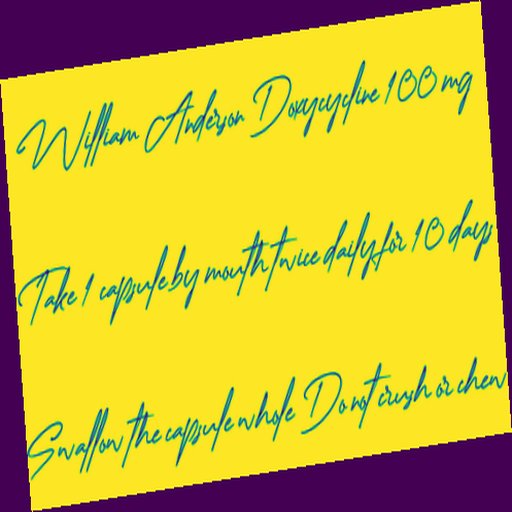 William Anderson Doxycycline 100 mg
Take 1 capsule by mouth twice daily for 10 days
Swallow the capsule whole Do not crush or chew